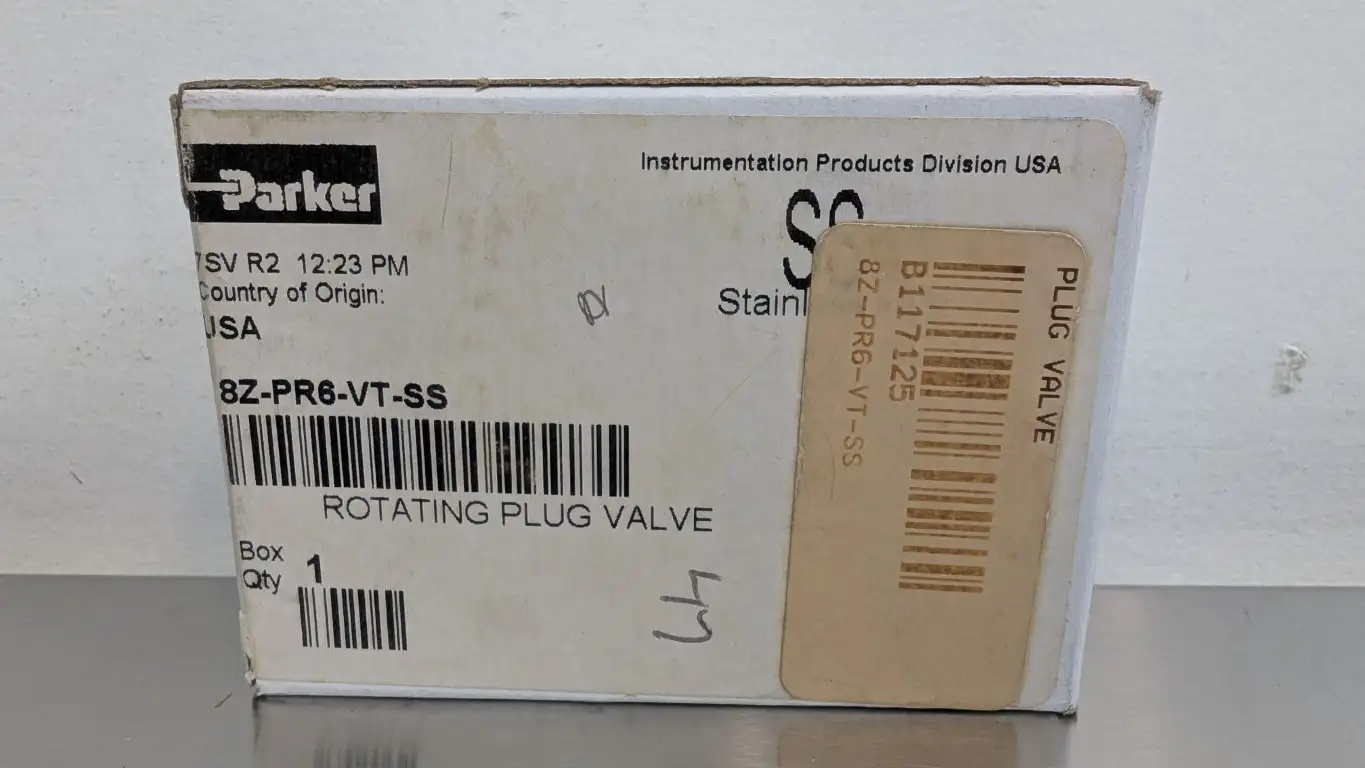 Parker
Instrumentation Products Division USA
SS
SV R2 12:23 PM
Country of Origin:
USA
Stainl
8Z-PR6-VT-SS
ROTATING PLUG VALVE
Box
Qty
1
PLUG VALVE
B117125
8Z-PR6-VT-SS